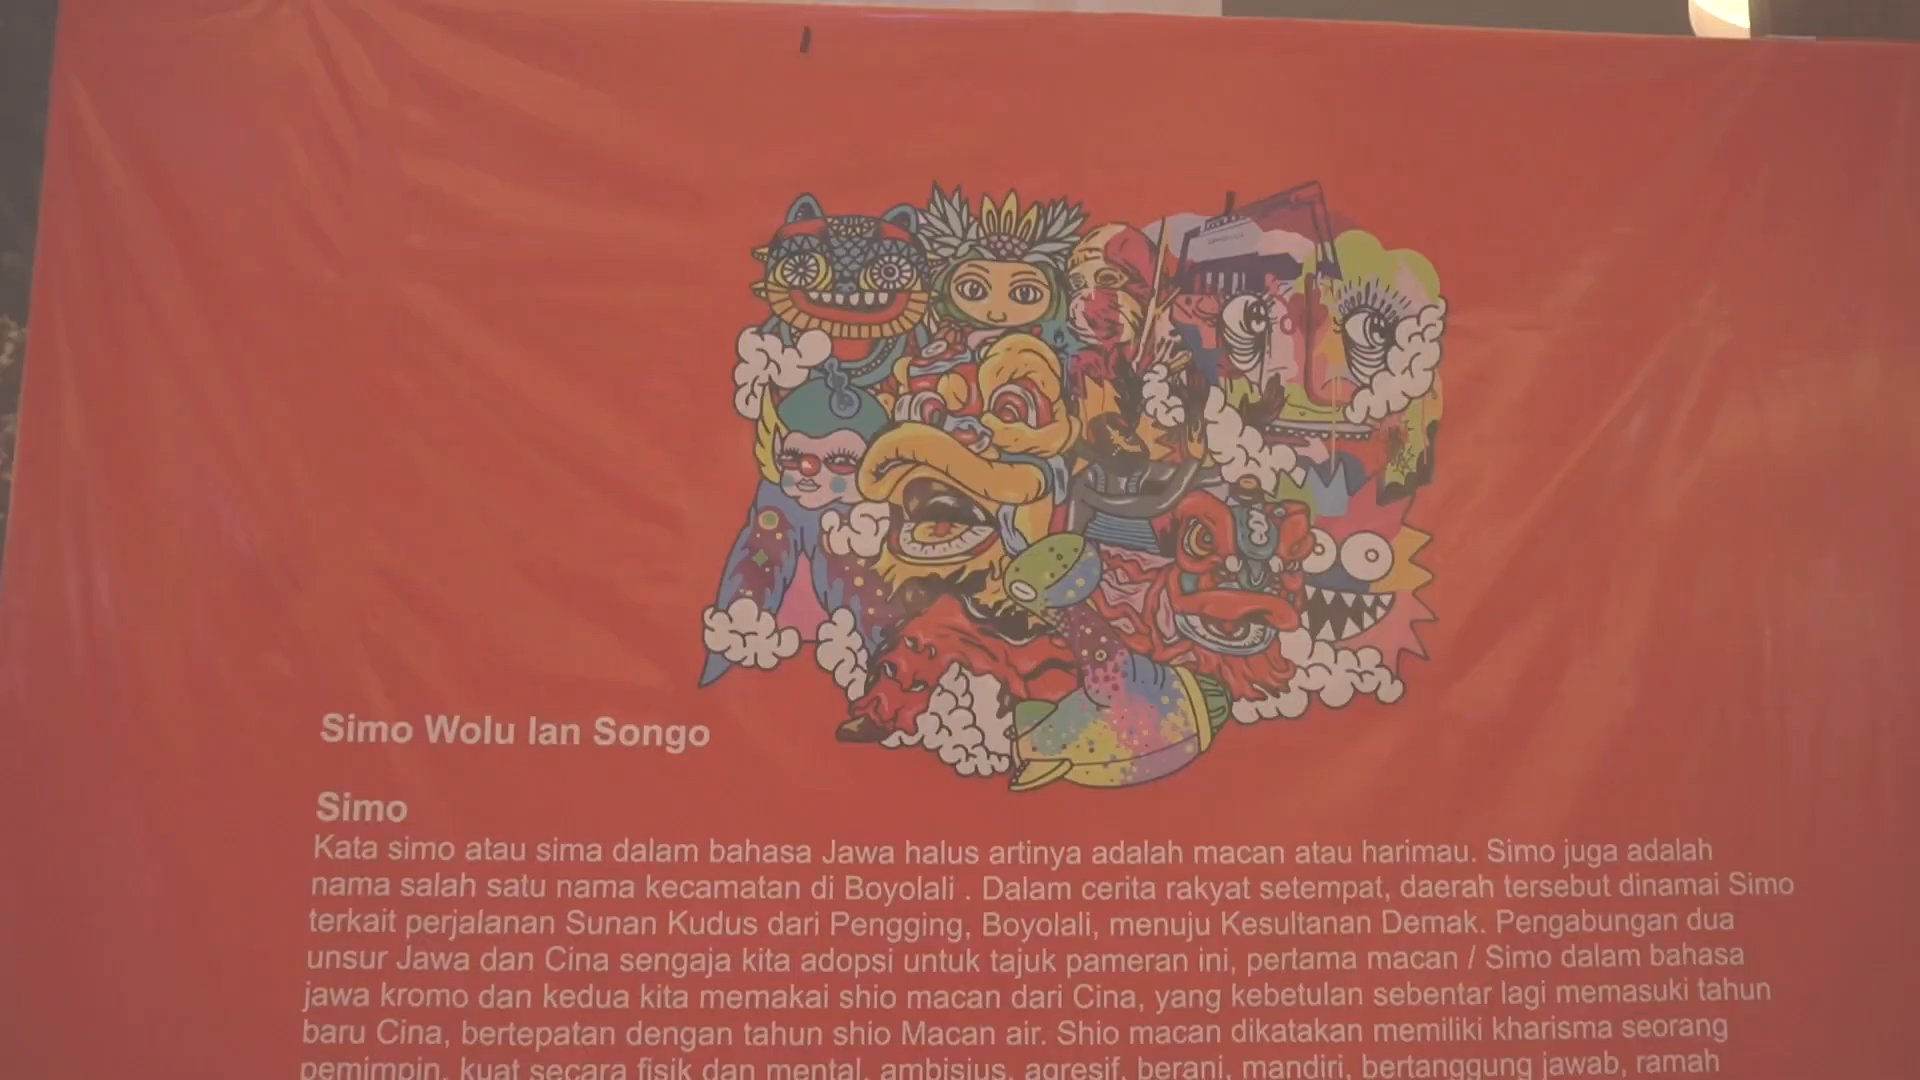 Simo Wolu lan Songo
Simo
Kata simo atau sima dalam bahasa Jawa halus artinya adalah macan atau harimau. Simo juga adalah
nama salah satu nama kecamatan di Boyolali . Dalam cerita rakyat setempat, daerah tersebut dinamai Simo
terkait perjalanan Sunan Kudus dari Pengging, Boyolali, menuju Kesultanan Demak. Pengabungan dua
unsur Jawa dan Cina sengaja kita adopsi untuk tajuk pameran ini, pertama macan / Simo dalam bahasa
jawa kromo dan kedua kita memakai shio macan dari Cina, yang kebetulan sebentar lagi memasuki tahun
baru Cina, bertepatan dengan tahun shio Macan air. Shio macan dikatakan memiliki kharisma seorang
pemimpin, kuat secara fisik dan mental, ambisius, agresif, berani, mandiri, bertanggung jawab, ramah